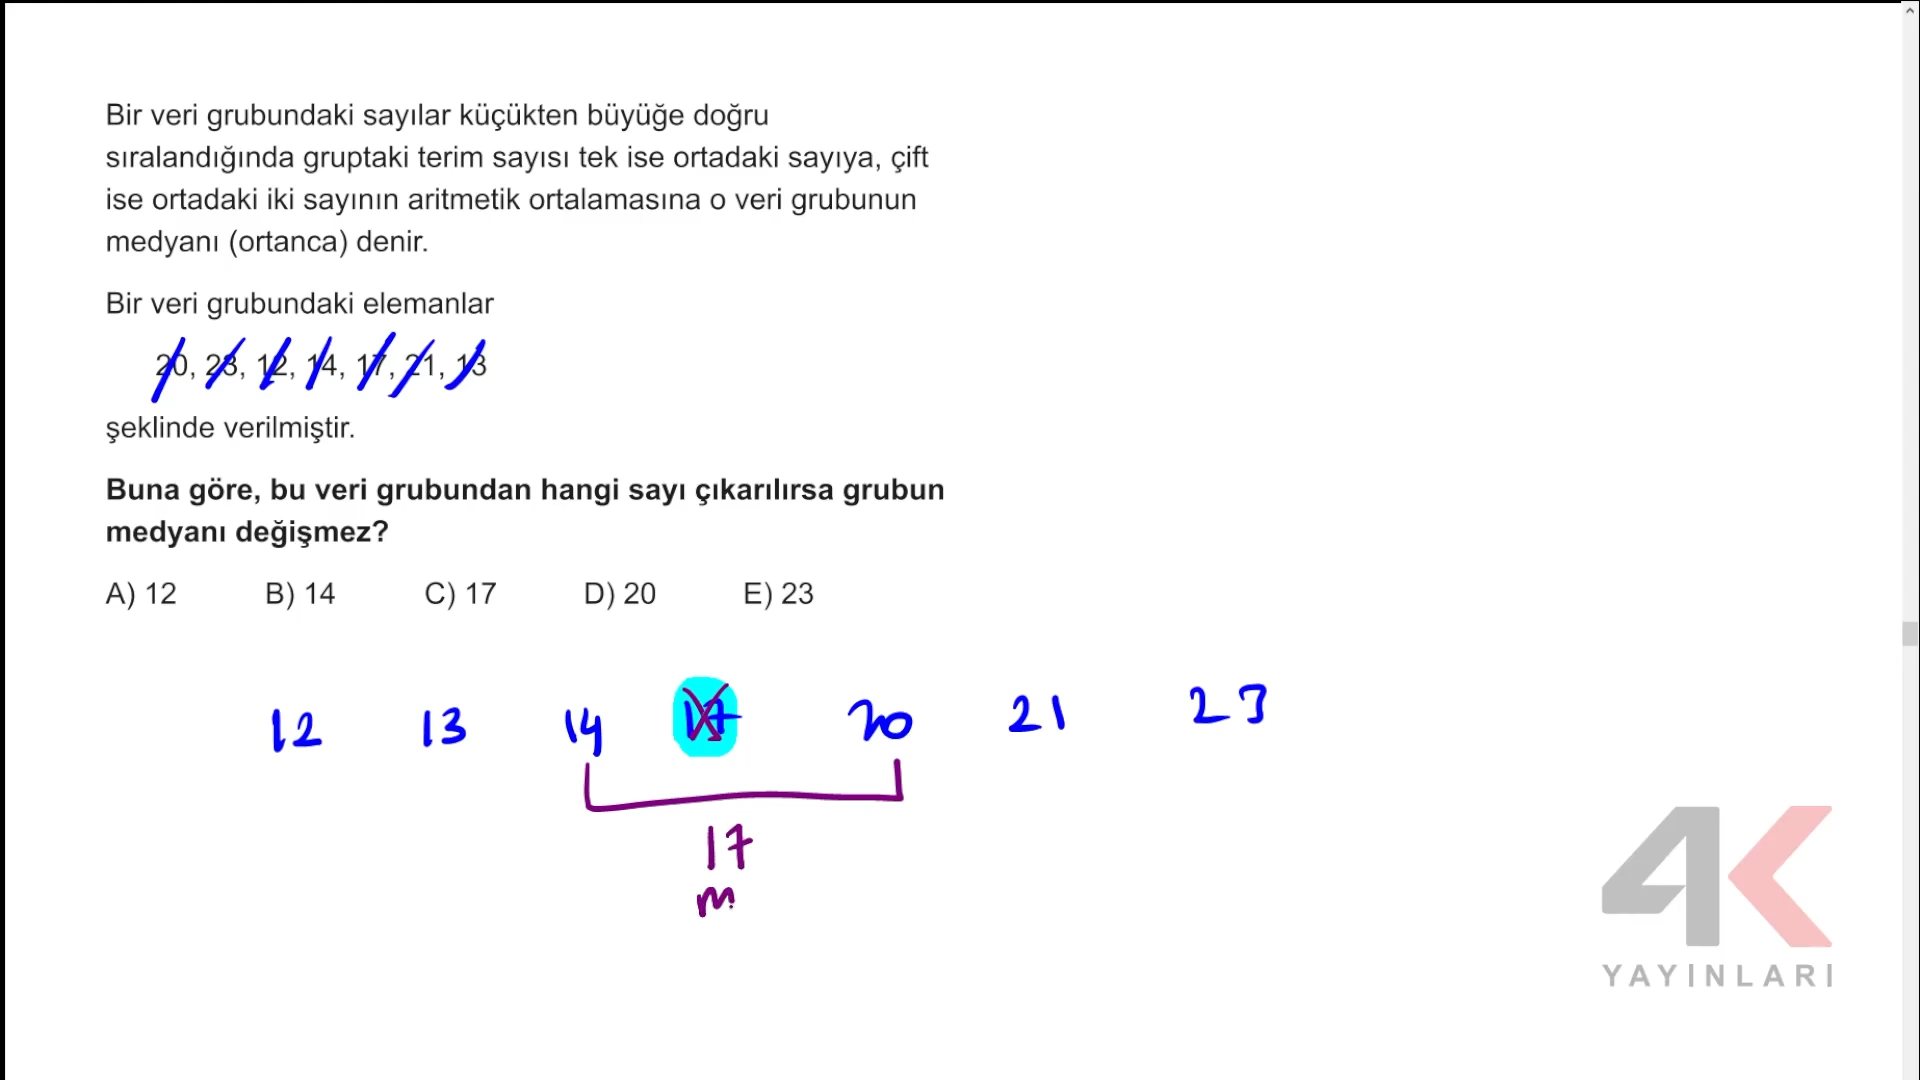 Bir veri grubundaki sayılar küçükten büyüğe doğru
sıralandığında gruptaki terim sayısı tek ise ortadaki sayıya, çift
ise ortadaki iki sayının aritmetik ortalamasına o veri grubunun
medyanı (ortanca) denir.
Bir veri grubundaki elemanlar
20, 23, 12, 14, 17, 21, 13
şeklinde verilmiştir.
Buna göre, bu veri grubundan hangi sayı çıkarılırsa grubun
medyanı değişmez?
A) 12 B) 14 C) 17 D) 20 E) 23
12 13 14 17 20 21 23
17
m
4K
YAYINLARI